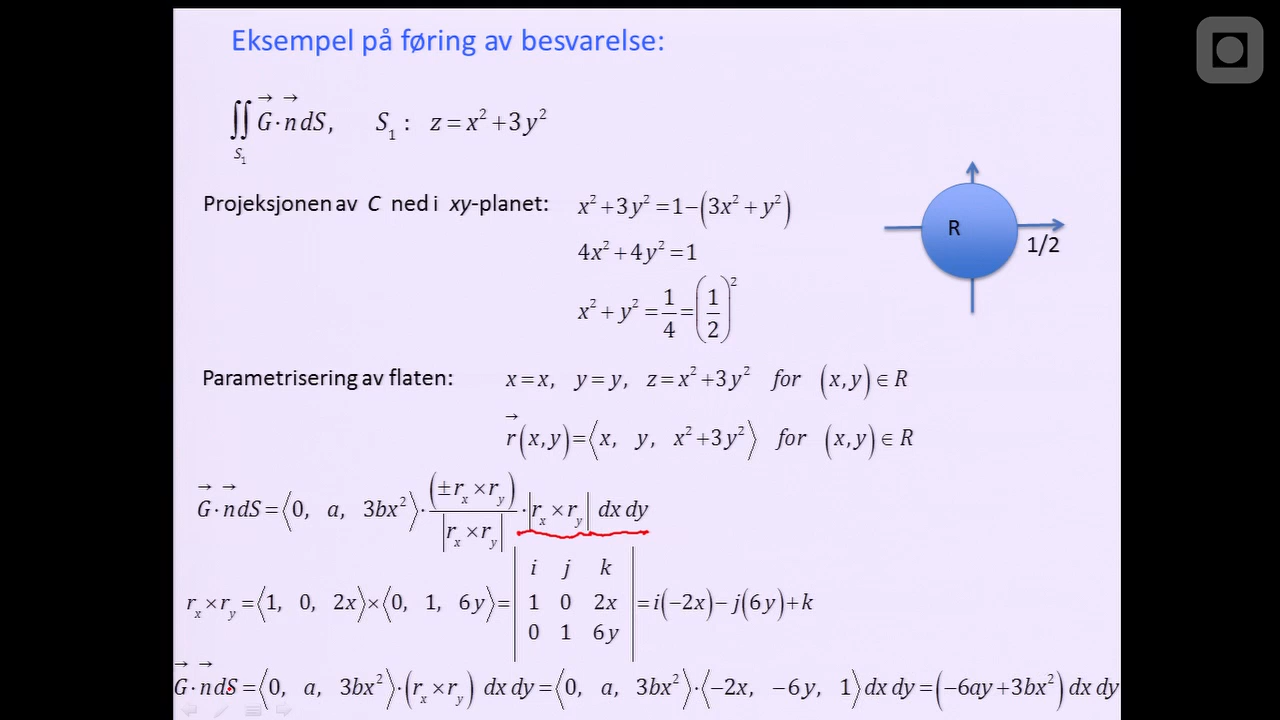 Eksempel på føring av besvarelse:
∬_{S₁} G⃗·n⃗ dS,   S₁ :   z = x² + 3y²
Projeksjonen av C ned i xy-planet:   x² + 3y² = 1 − (3x² + y²)
4x² + 4y² = 1
x² + y² = 1/4 = (1/2)²
R
1/2
Parametrisering av flaten:   x = x,   y = y,   z = x² + 3y²   for   (x, y) ∈ R
r⃗(x, y) = ⟨x,   y,   x² + 3y²⟩   for   (x, y) ∈ R
G⃗·n⃗ dS = ⟨0,   a,   3bx²⟩ · (±r_x × r_y) / |r_x × r_y| · |r_x × r_y| dx dy
r_x × r_y = ⟨1,   0,   2x⟩ × ⟨0,   1,   6y⟩ = | i   j   k ; 1   0   2x ; 0   1   6y | = i(−2x) − j(6y) + k
G⃗·n⃗ dS = ⟨0,   a,   3bx²⟩ · (r_x × r_y) dx dy = ⟨0,   a,   3bx²⟩ · ⟨−2x,   −6y,   1⟩ dx dy = (−6ay + 3bx²) dx dy